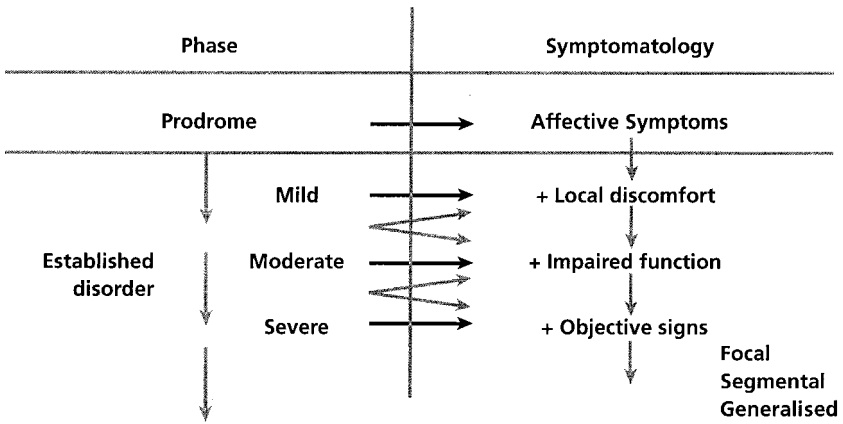 Phase
Symptomatology
Prodrome
Affective Symptoms
Mild
+ Local discomfort
Established
disorder
Moderate
+ Impaired function
Severe
+ Objective signs
Focal
Segmental
Generalised